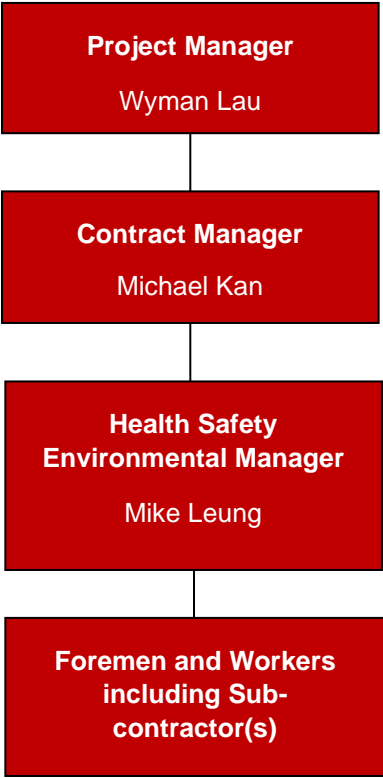 Project Manager
Wyman Lau
Contract Manager
Michael Kan
Health Safety
Environmental Manager
Mike Leung
Foremen and Workers
including Sub-
contractor(s)